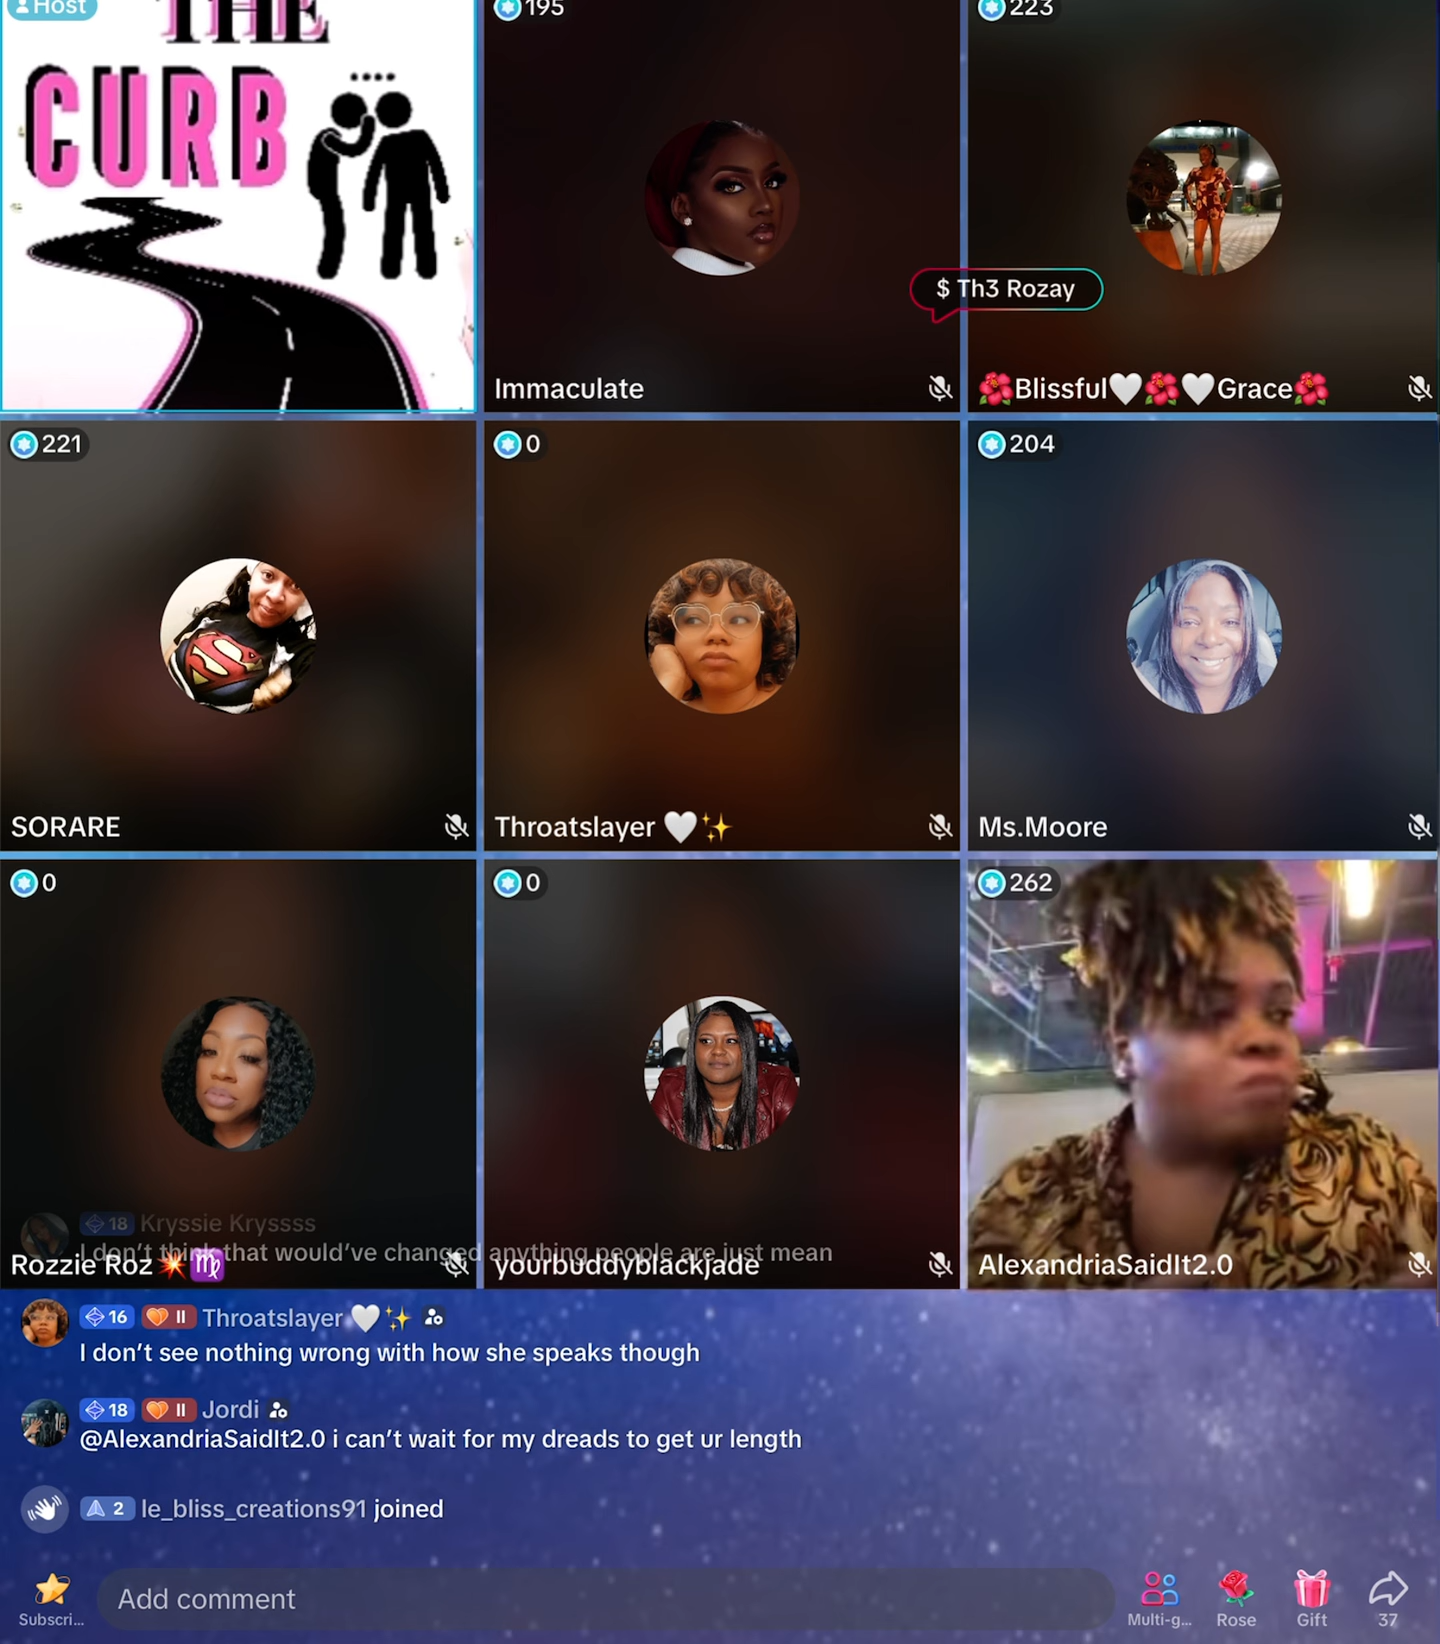 Host
THE
CURB
195
223
$ Th3 Rozay
Immaculate
🌺Blissful🤍🌺🤍Grace🌺
221
0
204
SORARE
Throatslayer 🤍✨
Ms.Moore
0
0
262
18 Kryssie Kryssss
I don't think that would've changed anything people are just mean
Rozzie Roz 💥♍
yourbuddyblackjade
AlexandriaSaidIt2.0
16 II Throatslayer 🤍✨
I don't see nothing wrong with how she speaks though
18 II Jordi
@AlexandriaSaidIt2.0 i can't wait for my dreads to get ur length
2 le_bliss_creations91 joined
Add comment
Subscri...
Multi-g...
Rose
Gift
37